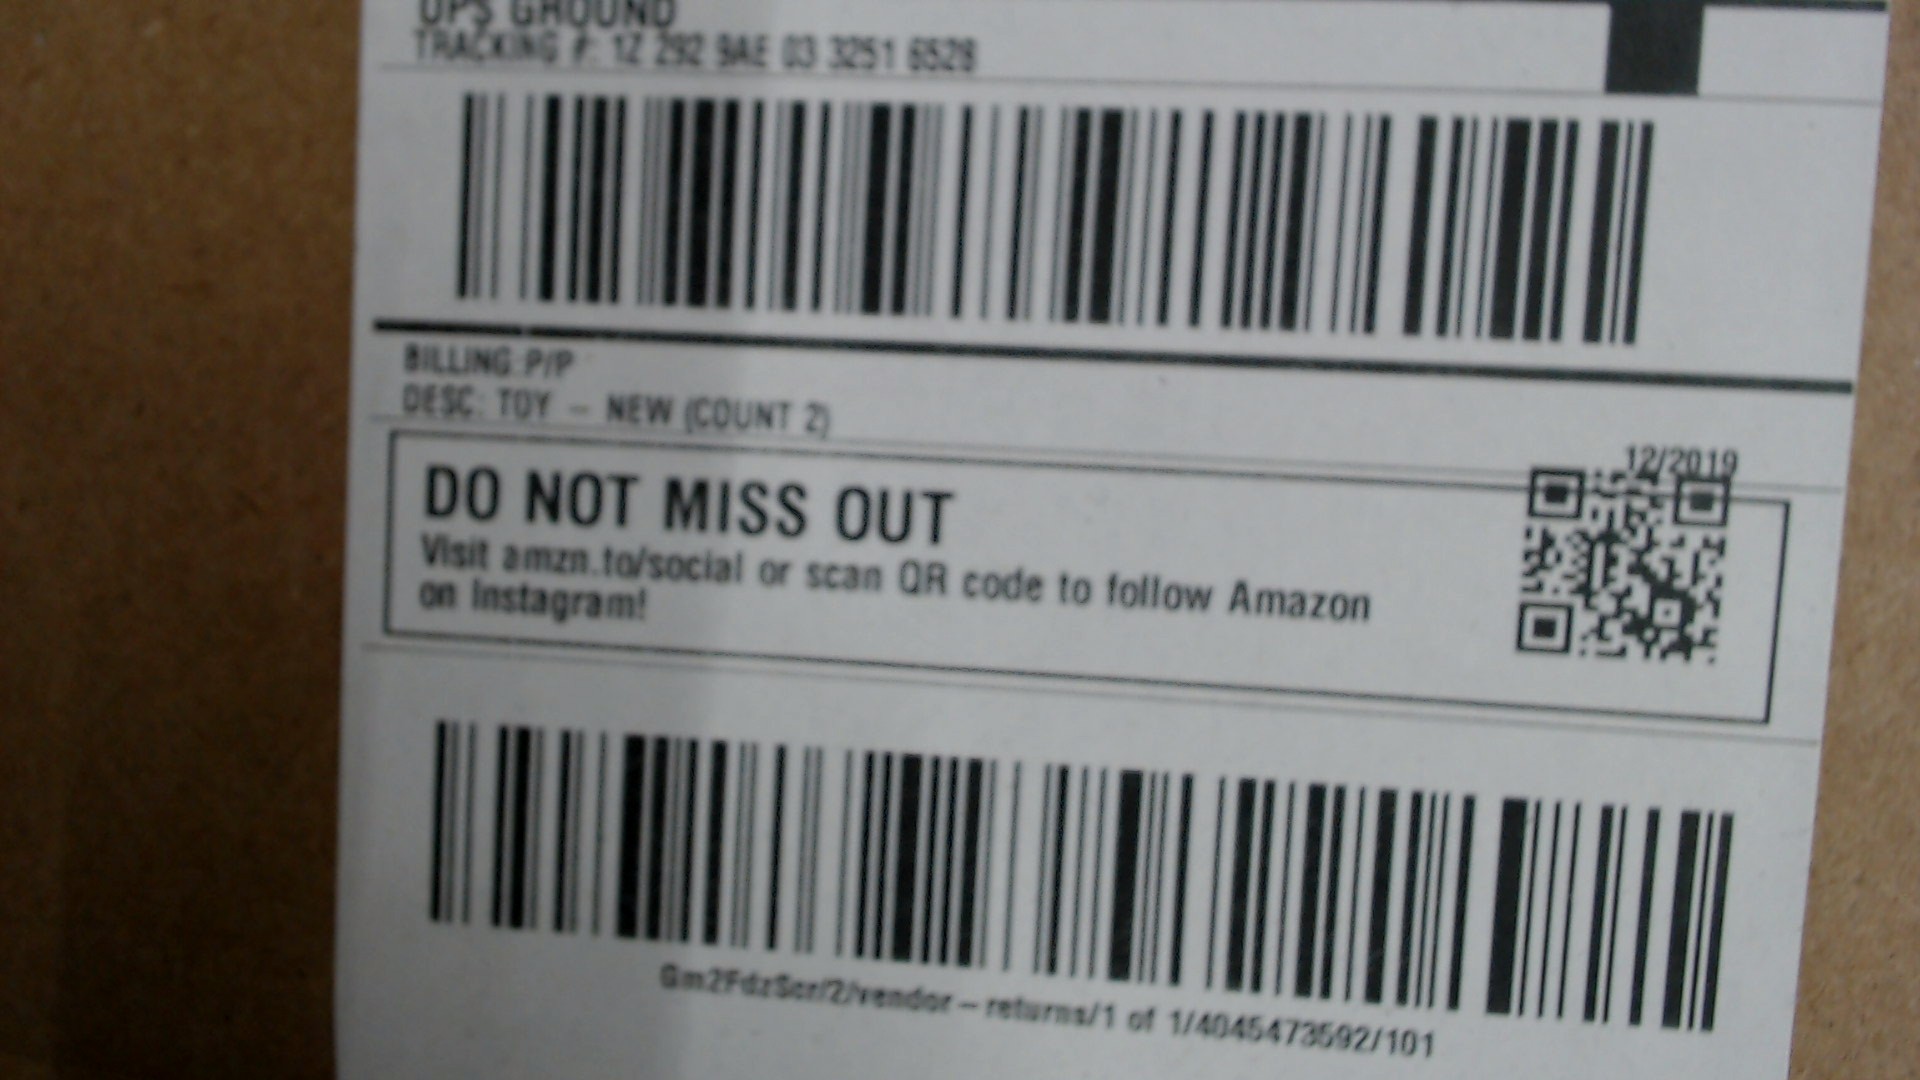 UPS GROUND
TRACKING #: 1Z 292 9AE 03 3251 6528
BILLING: P/P
DESC: TOY - NEW (COUNT 2)
12/2019
DO NOT MISS OUT
Visit amzn.to/social or scan QR code to follow Amazon
on Instagram!
Gm2FdzScr/2/vendor-returns/1 of 1/4045473592/101